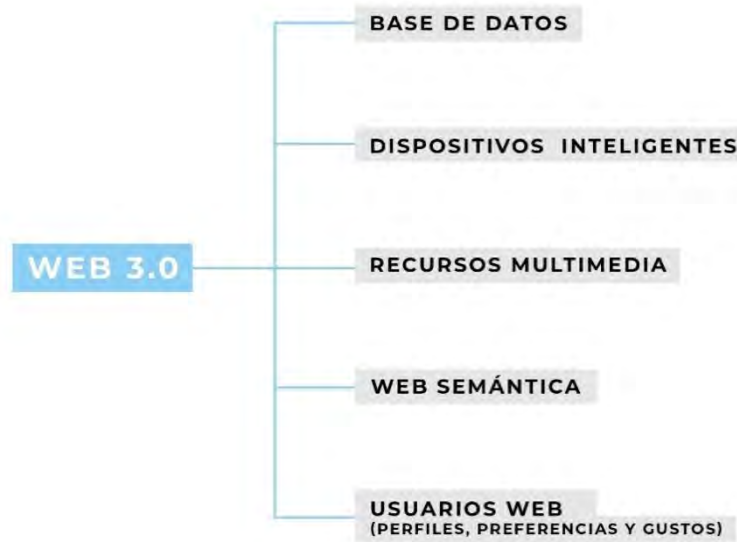 BASE DE DATOS
DISPOSITIVOS INTELIGENTES
WEB 3.0
RECURSOS MULTIMEDIA
WEB SEMÁNTICA
USUARIOS WEB
(PERFILES, PREFERENCIAS Y GUSTOS)